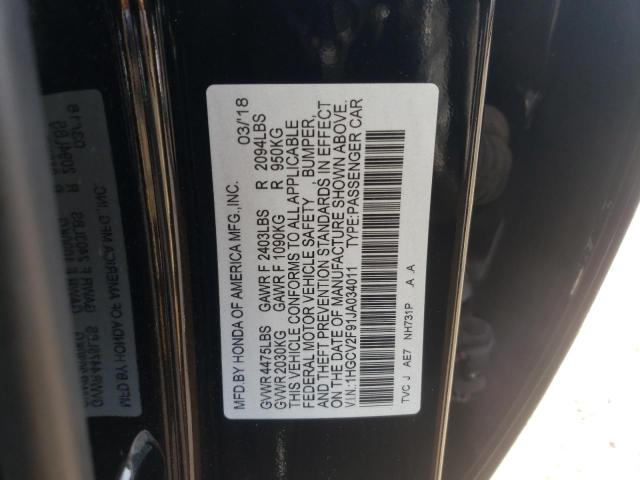 MFD.BY HONDA OF AMERICA MFG.,INC. 03/'18
GVWR 4475LBS GAWR F 2403LBS R 2094LBS
GVWR 2030KG GAWR F 1090KG R 950KG
THIS VEHICLE CONFORMS TO ALL APPLICABLE
FEDERAL MOTOR VEHICLE SAFETY BUMPER,
AND THEFT PREVENTION STANDARDS IN EFFECT
ON THE DATE OF MANUFACTURE SHOWN ABOVE.
V.I.N.:1HGCV2F91JA034011 TYPE:PASSENGER CAR
TVC J AE7 NH731P A A